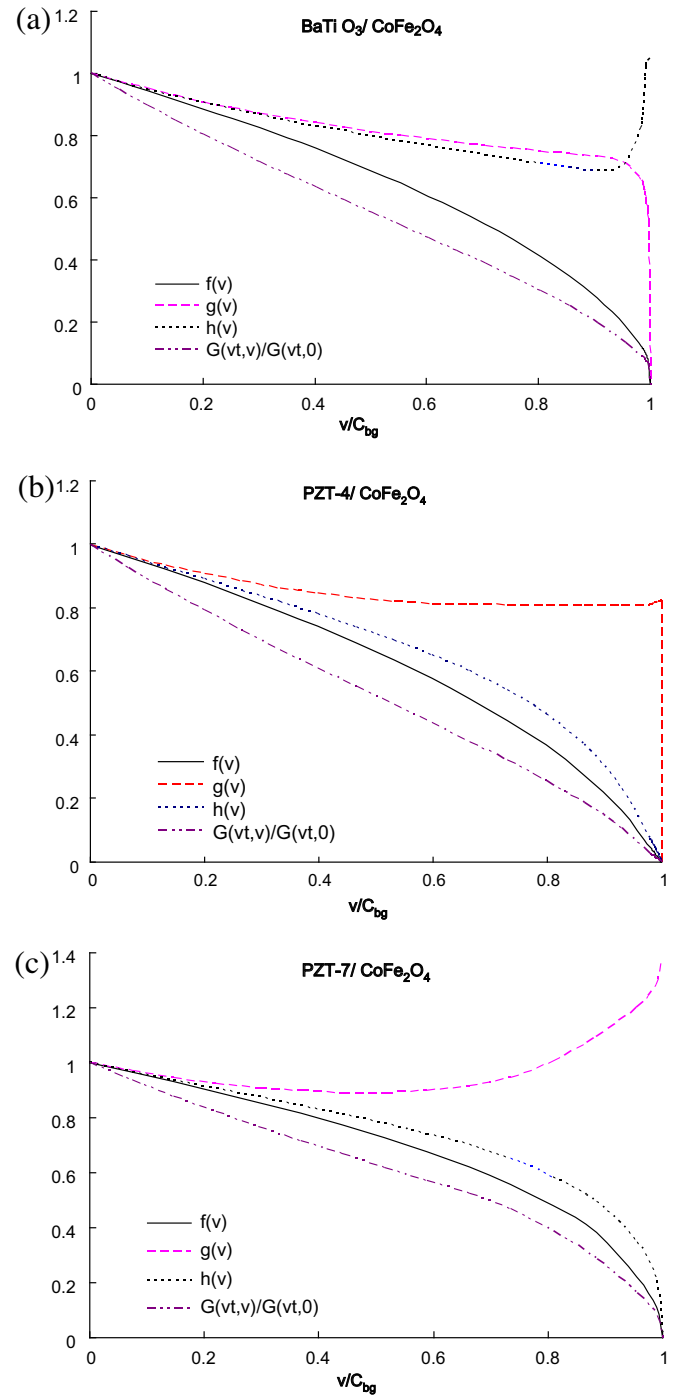 (a)
BaTi O₃/ CoFe₂O₄
1.2
1
0.8
0.6
0.4
0.2
0
f(v)
g(v)
h(v)
G(vt,v)/G(vt,0)
0 0.2 0.4 0.6 0.8 1
v/C_bg
(b)
PZT-4/ CoFe₂O₄
1.2
1
0.8
0.6
0.4
0.2
0
f(v)
g(v)
h(v)
G(vt,v)/G(vt,0)
0 0.2 0.4 0.6 0.8 1
v/C_bg
(c)
PZT-7/ CoFe₂O₄
1.4
1.2
1
0.8
0.6
0.4
0.2
0
f(v)
g(v)
h(v)
G(vt,v)/G(vt,0)
0 0.2 0.4 0.6 0.8 1
v/C_bg